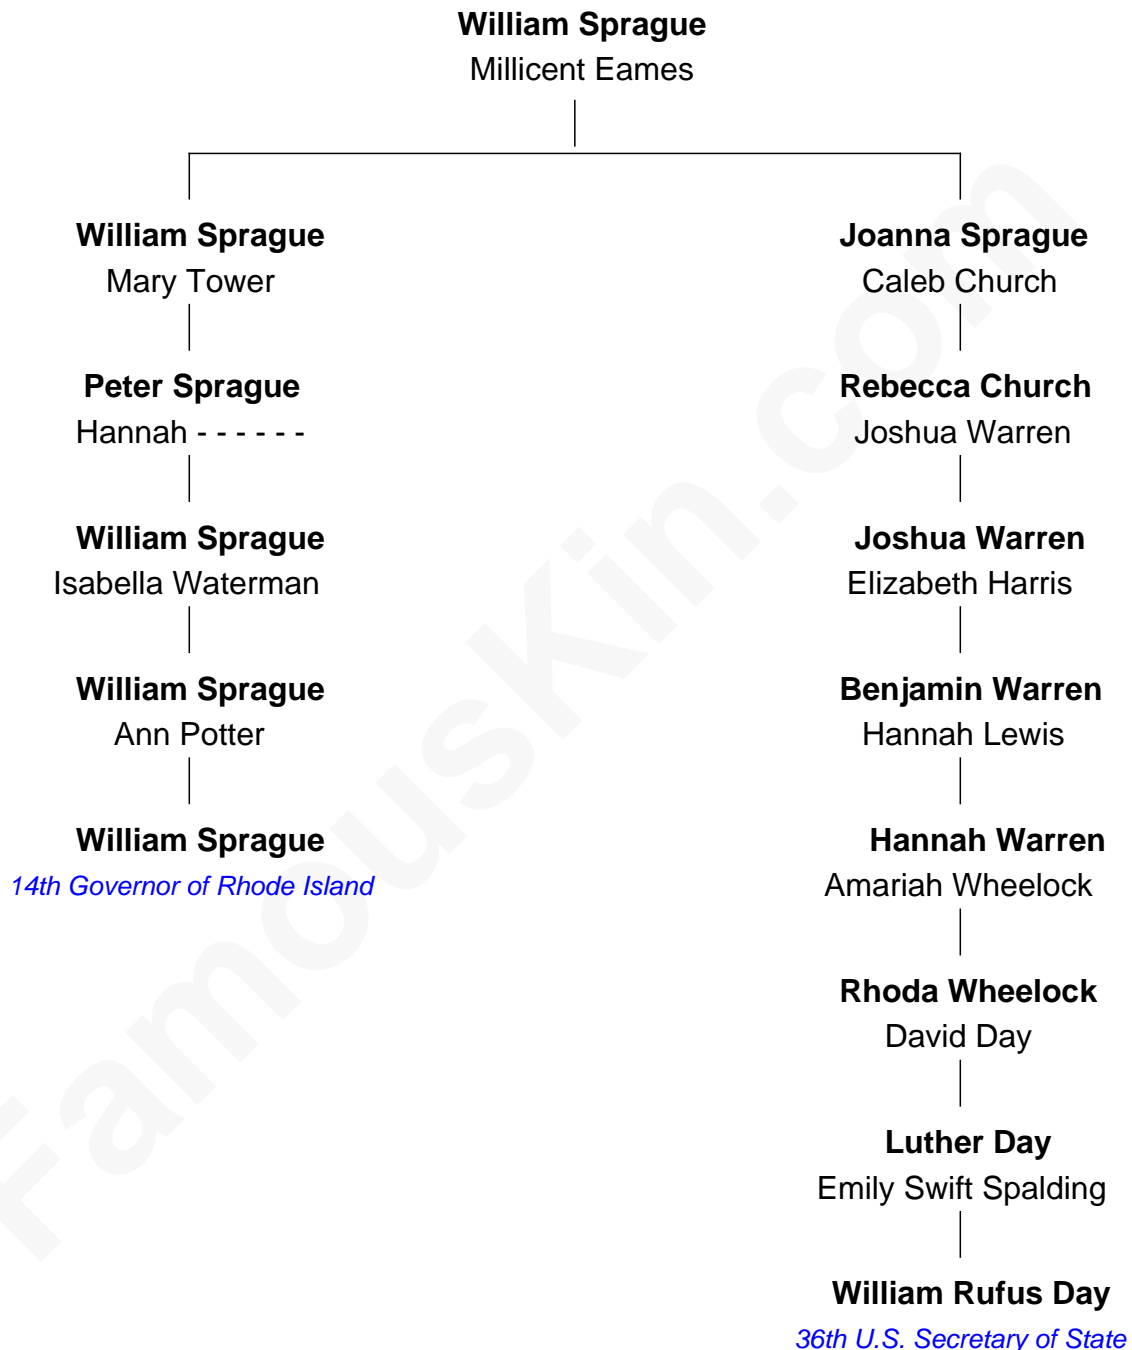 William Sprague
Millicent Eames
William Sprague
Mary Tower
Joanna Sprague
Caleb Church
Peter Sprague
Hannah - - - - - -
Rebecca Church
Joshua Warren
William Sprague
Isabella Waterman
Joshua Warren
Elizabeth Harris
William Sprague
Ann Potter
Benjamin Warren
Hannah Lewis
William Sprague
14th Governor of Rhode Island
Hannah Warren
Amariah Wheelock
Rhoda Wheelock
David Day
Luther Day
Emily Swift Spalding
William Rufus Day
36th U.S. Secretary of State
FamousKin.com